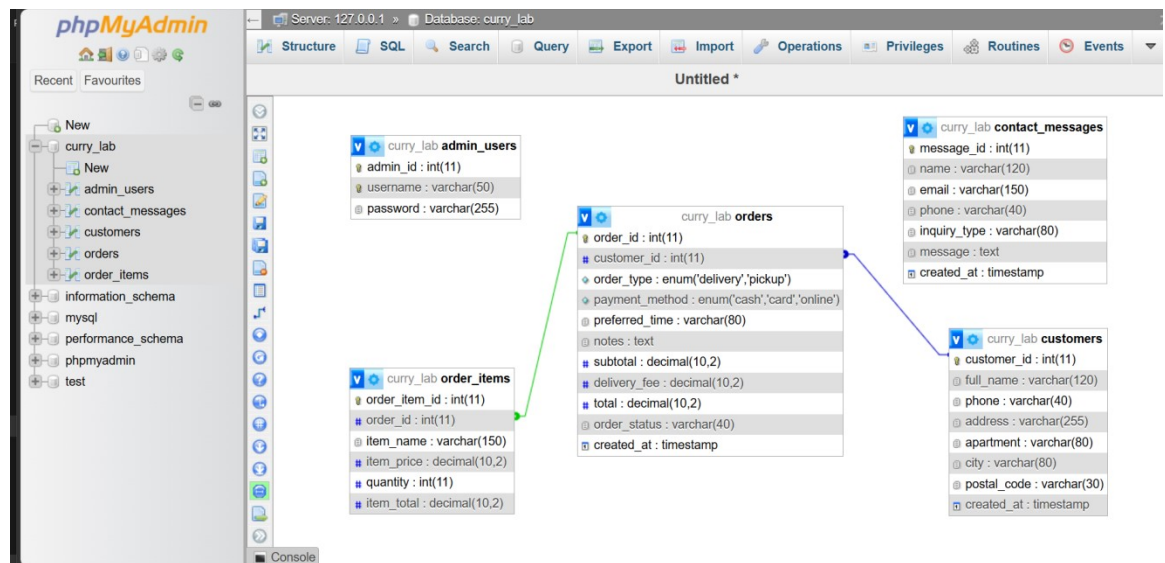 phpMyAdmin
Recent Favourites
New
curry_lab
New
admin_users
contact_messages
customers
orders
order_items
information_schema
mysql
performance_schema
phpmyadmin
test
Server: 127.0.0.1 » Database: curry_lab
Structure SQL Search Query Export Import Operations Privileges Routines Events
Untitled *
curry_lab admin_users
admin_id : int(11)
username : varchar(50)
password : varchar(255)
curry_lab contact_messages
message_id : int(11)
name : varchar(120)
email : varchar(150)
phone : varchar(40)
inquiry_type : varchar(80)
message : text
created_at : timestamp
curry_lab orders
order_id : int(11)
customer_id : int(11)
order_type : enum('delivery','pickup')
payment_method : enum('cash','card','online')
preferred_time : varchar(80)
notes : text
subtotal : decimal(10,2)
delivery_fee : decimal(10,2)
total : decimal(10,2)
order_status : varchar(40)
created_at : timestamp
curry_lab customers
customer_id : int(11)
full_name : varchar(120)
phone : varchar(40)
address : varchar(255)
apartment : varchar(80)
city : varchar(80)
postal_code : varchar(30)
created_at : timestamp
curry_lab order_items
order_item_id : int(11)
order_id : int(11)
item_name : varchar(150)
item_price : decimal(10,2)
quantity : int(11)
item_total : decimal(10,2)
Console